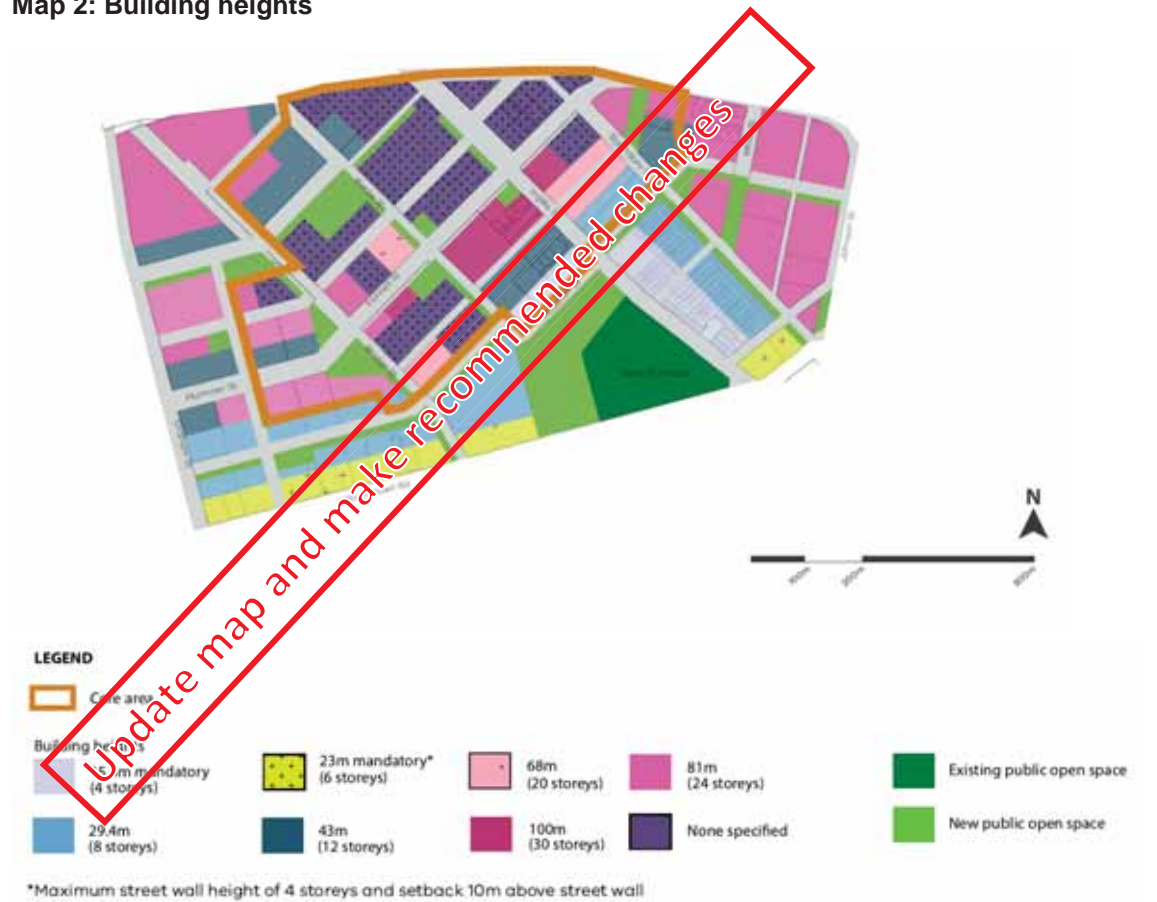 Map 2: Building heights
Update map and make recommended changes
N
100m
200m
LEGEND
Core area
Building heights
mandatory
(4 storeys)
23m mandatory*
(6 storeys)
68m
(20 storeys)
81m
(24 storeys)
Existing public open space
29.4m
(8 storeys)
43m
(12 storeys)
100m
(30 storeys)
None specified
New public open space
*Maximum street wall height of 4 storeys and setback 10m above street wall